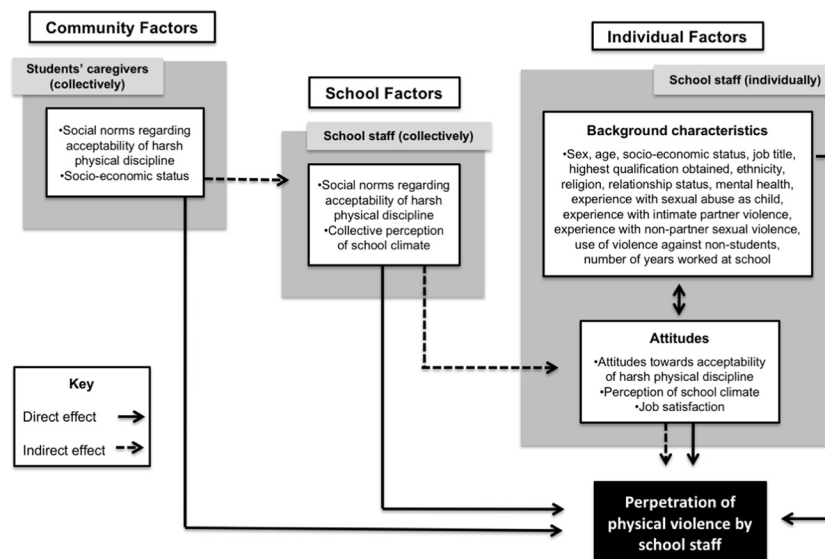 Community Factors
Students' caregivers
(collectively)
•Social norms regarding
acceptability of harsh
physical discipline
•Socio-economic status
School Factors
School staff (collectively)
•Social norms regarding
acceptability of harsh
physical discipline
•Collective perception
of school climate
Individual Factors
School staff (individually)
Background characteristics
•Sex, age, socio-economic status, job title,
highest qualification obtained, ethnicity,
religion, relationship status, mental health,
experience with sexual abuse as child,
experience with intimate partner violence,
experience with non-partner sexual violence,
use of violence against non-students,
number of years worked at school
Attitudes
•Attitudes towards acceptability
of harsh physical discipline
•Perception of school climate
•Job satisfaction
Key
Direct effect
Indirect effect
Perpetration of
physical violence by
school staff